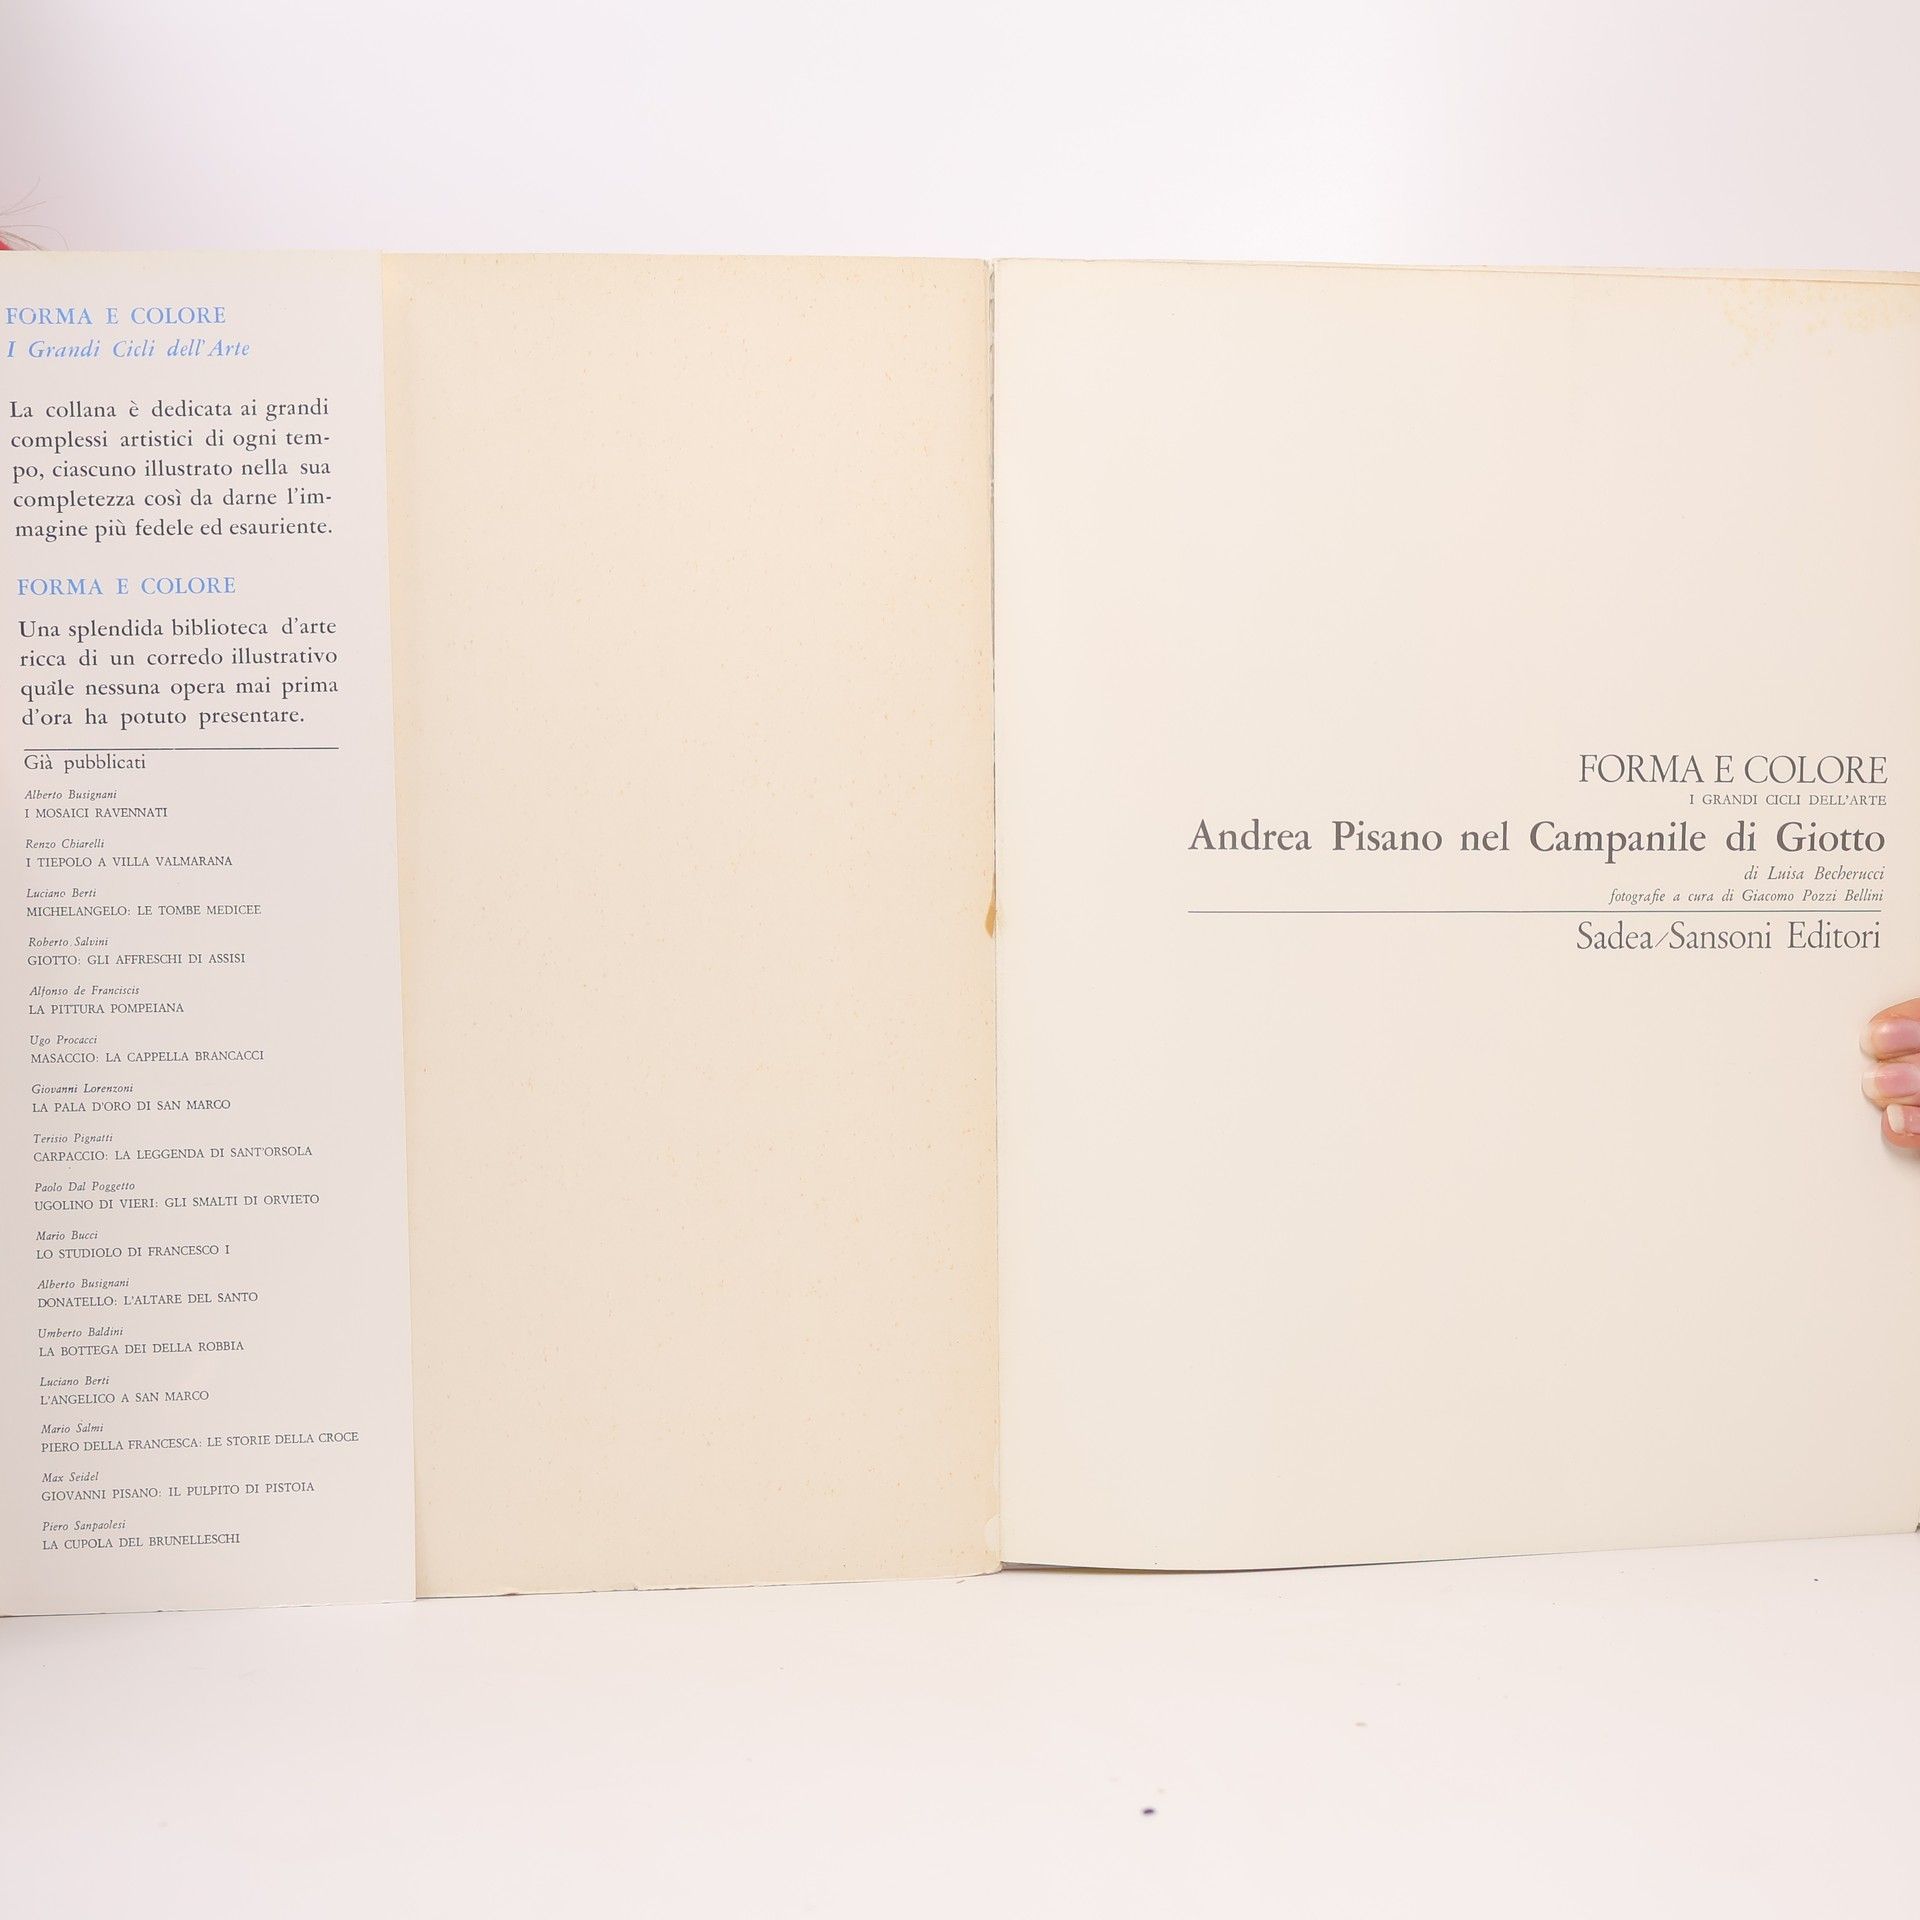 FORMA E COLORE
I Grandi Cicli dell'Arte
La collana è dedicata ai grandi
complessi artistici di ogni tem-
po, ciascuno illustrato nella sua
completezza così da darne l'im-
magine più fedele ed esauriente.
FORMA E COLORE
Una splendida biblioteca d'arte
ricca di un corredo illustrativo
quale nessuna opera mai prima
d'ora ha potuto presentare.
Già pubblicati
Alberto Busignani
I MOSAICI RAVENNATI
Renzo Chiarelli
I TIEPOLO A VILLA VALMARANA
Luciano Berti
MICHELANGELO: LE TOMBE MEDICEE
Roberto Salvini
GIOTTO: GLI AFFRESCHI DI ASSISI
Alfonso de Franciscis
LA PITTURA POMPEIANA
Ugo Procacci
MASACCIO: LA CAPPELLA BRANCACCI
Giovanni Lorenzoni
LA PALA D'ORO DI SAN MARCO
Terisio Pignatti
CARPACCIO: LA LEGGENDA DI SANT'ORSOLA
Paolo Dal Poggetto
UGOLINO DI VIERI: GLI SMALTI DI ORVIETO
Mario Bucci
LO STUDIOLO DI FRANCESCO I
Alberto Busignani
DONATELLO: L'ALTARE DEL SANTO
Umberto Baldini
LA BOTTEGA DEI DELLA ROBBIA
Luciano Berti
L'ANGELICO A SAN MARCO
Mario Salmi
PIERO DELLA FRANCESCA: LE STORIE DELLA CROCE
Max Seidel
GIOVANNI PISANO: IL PULPITO DI PISTOIA
Piero Sanpaolesi
LA CUPOLA DEL BRUNELLESCHI
FORMA E COLORE
I GRANDI CICLI DELL'ARTE
Andrea Pisano nel Campanile di Giotto
di Luisa Becherucci
fotografie a cura di Giacomo Pozzi Bellini
Sadea/Sansoni Editori